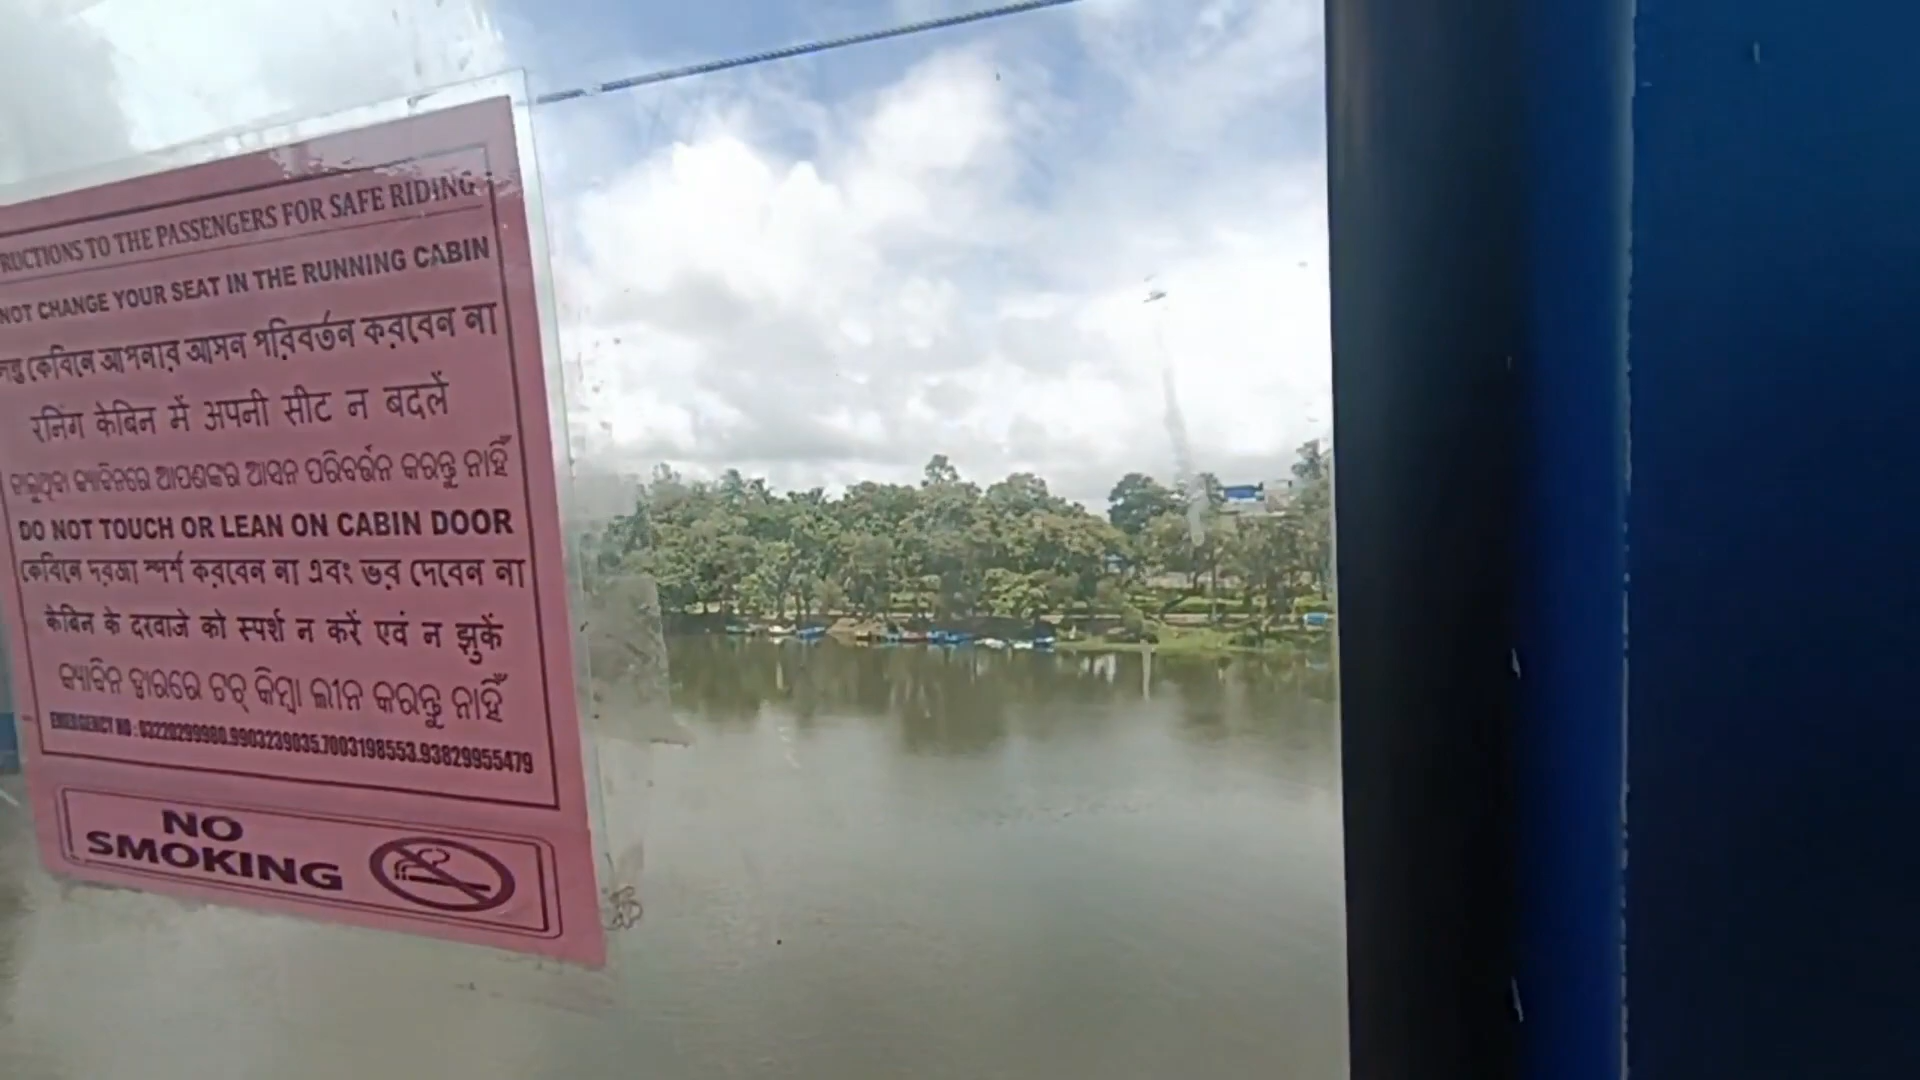 TO THE PASSENGERS FOR SAFE RIDING
NOT CHANGE YOUR SEAT IN THE RUNNING CABIN
কেবিনে আপনার আসন পরিবর্তন করবেন না
रनिंग केबिन में अपनी सीट न बदलें
କ୍ୟାବିନରେ ଆପଣଙ୍କର ଆସନ ପରିବର୍ତ୍ତନ କରନ୍ତୁ ନାହିଁ
DO NOT TOUCH OR LEAN ON CABIN DOOR
কেবিনে দরজা স্পর্শ করবেন না এবং ভর দেবেন না
केबिन के दरवाजे को स्पर्श न करें एवं न झुकें
କ୍ୟାବିନ ଦ୍ୱାରରେ ଟଚ୍ କିମ୍ବା ଲୀନ କରନ୍ତୁ ନାହିଁ
EMERGENCY NO : 03220299980.9903239035.7003198553.93829955479
NO
SMOKING